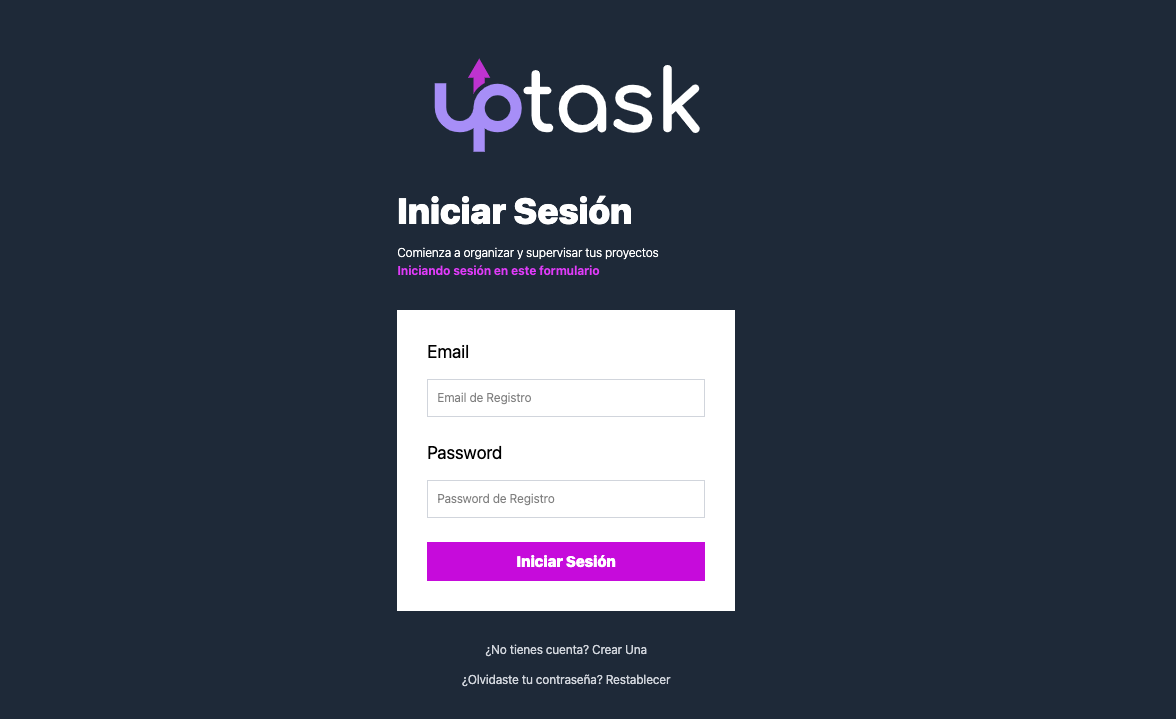 uptask
Iniciar Sesión
Comienza a organizar y supervisar tus proyectos
Iniciando sesión en este formulario
Email
Email de Registro
Password
Password de Registro
Iniciar Sesión
¿No tienes cuenta? Crear Una
¿Olvidaste tu contraseña? Restablecer